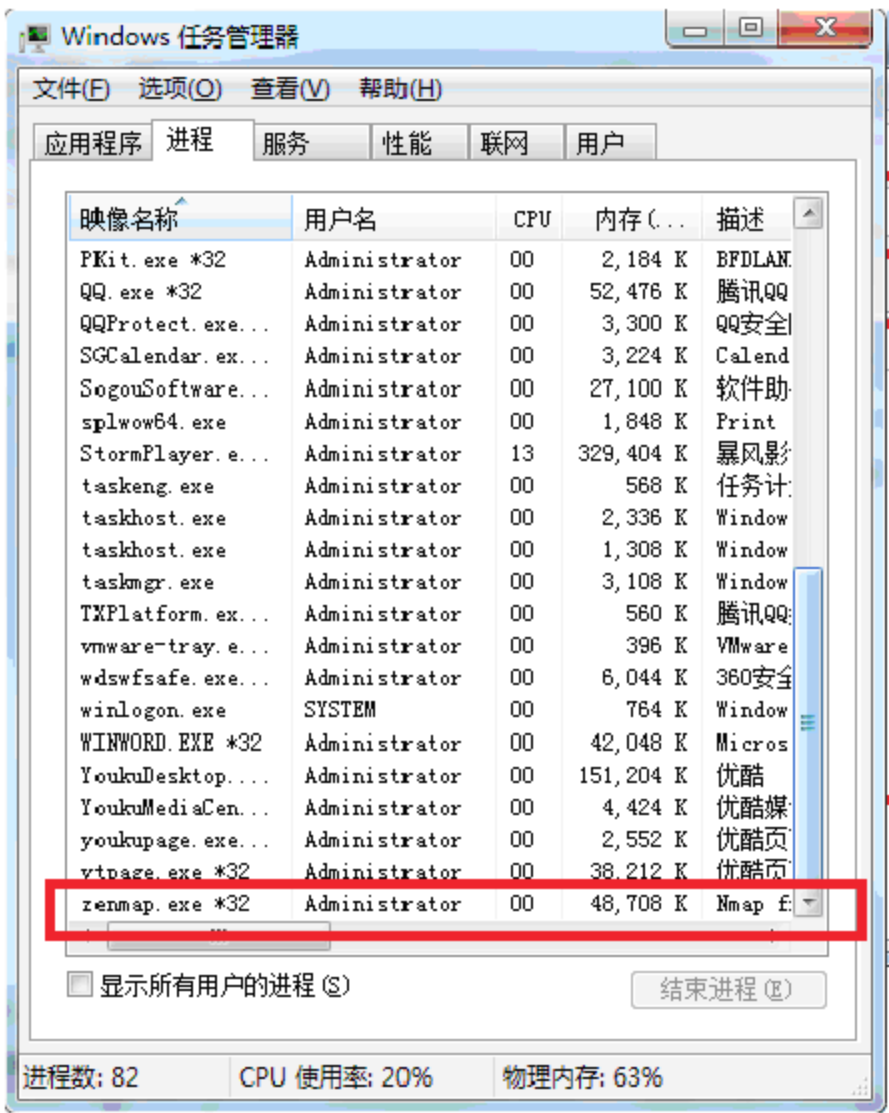 Windows 任务管理器
文件(F) 选项(O) 查看(V) 帮助(H)
应用程序 进程 服务 性能 联网 用户
映像名称 用户名 CPU 内存(... 描述
PKit.exe *32 Administrator 00 2,184 K BFDLAN
QQ.exe *32 Administrator 00 52,476 K 腾讯QQ
QQProtect.exe... Administrator 00 3,300 K QQ安全
SGCalendar.ex... Administrator 00 3,224 K Calend
SogouSoftware... Administrator 00 27,100 K 软件助
splwow64.exe Administrator 00 1,848 K Print
StormPlayer.e... Administrator 13 329,404 K 暴风影
taskeng.exe Administrator 00 568 K 任务计
taskhost.exe Administrator 00 2,336 K Window
taskhost.exe Administrator 00 1,308 K Window
taskmgr.exe Administrator 00 3,108 K Window
TXPlatform.ex... Administrator 00 560 K 腾讯QQ
vmware-tray.e... Administrator 00 396 K VMware
wdswfsafe.exe... Administrator 00 6,044 K 360安全
winlogon.exe SYSTEM 00 764 K Window
WINWORD.EXE *32 Administrator 00 42,048 K Micros
YoukuDesktop.... Administrator 00 151,204 K 优酷
YoukuMediaCen... Administrator 00 4,424 K 优酷媒
youkupage.exe... Administrator 00 2,552 K 优酷页
ytpage.exe *32 Administrator 00 38,212 K 优酷页
zenmap.exe *32 Administrator 00 48,708 K Nmap f
显示所有用户的进程(S) 结束进程(E)
进程数: 82 CPU 使用率: 20% 物理内存: 63%